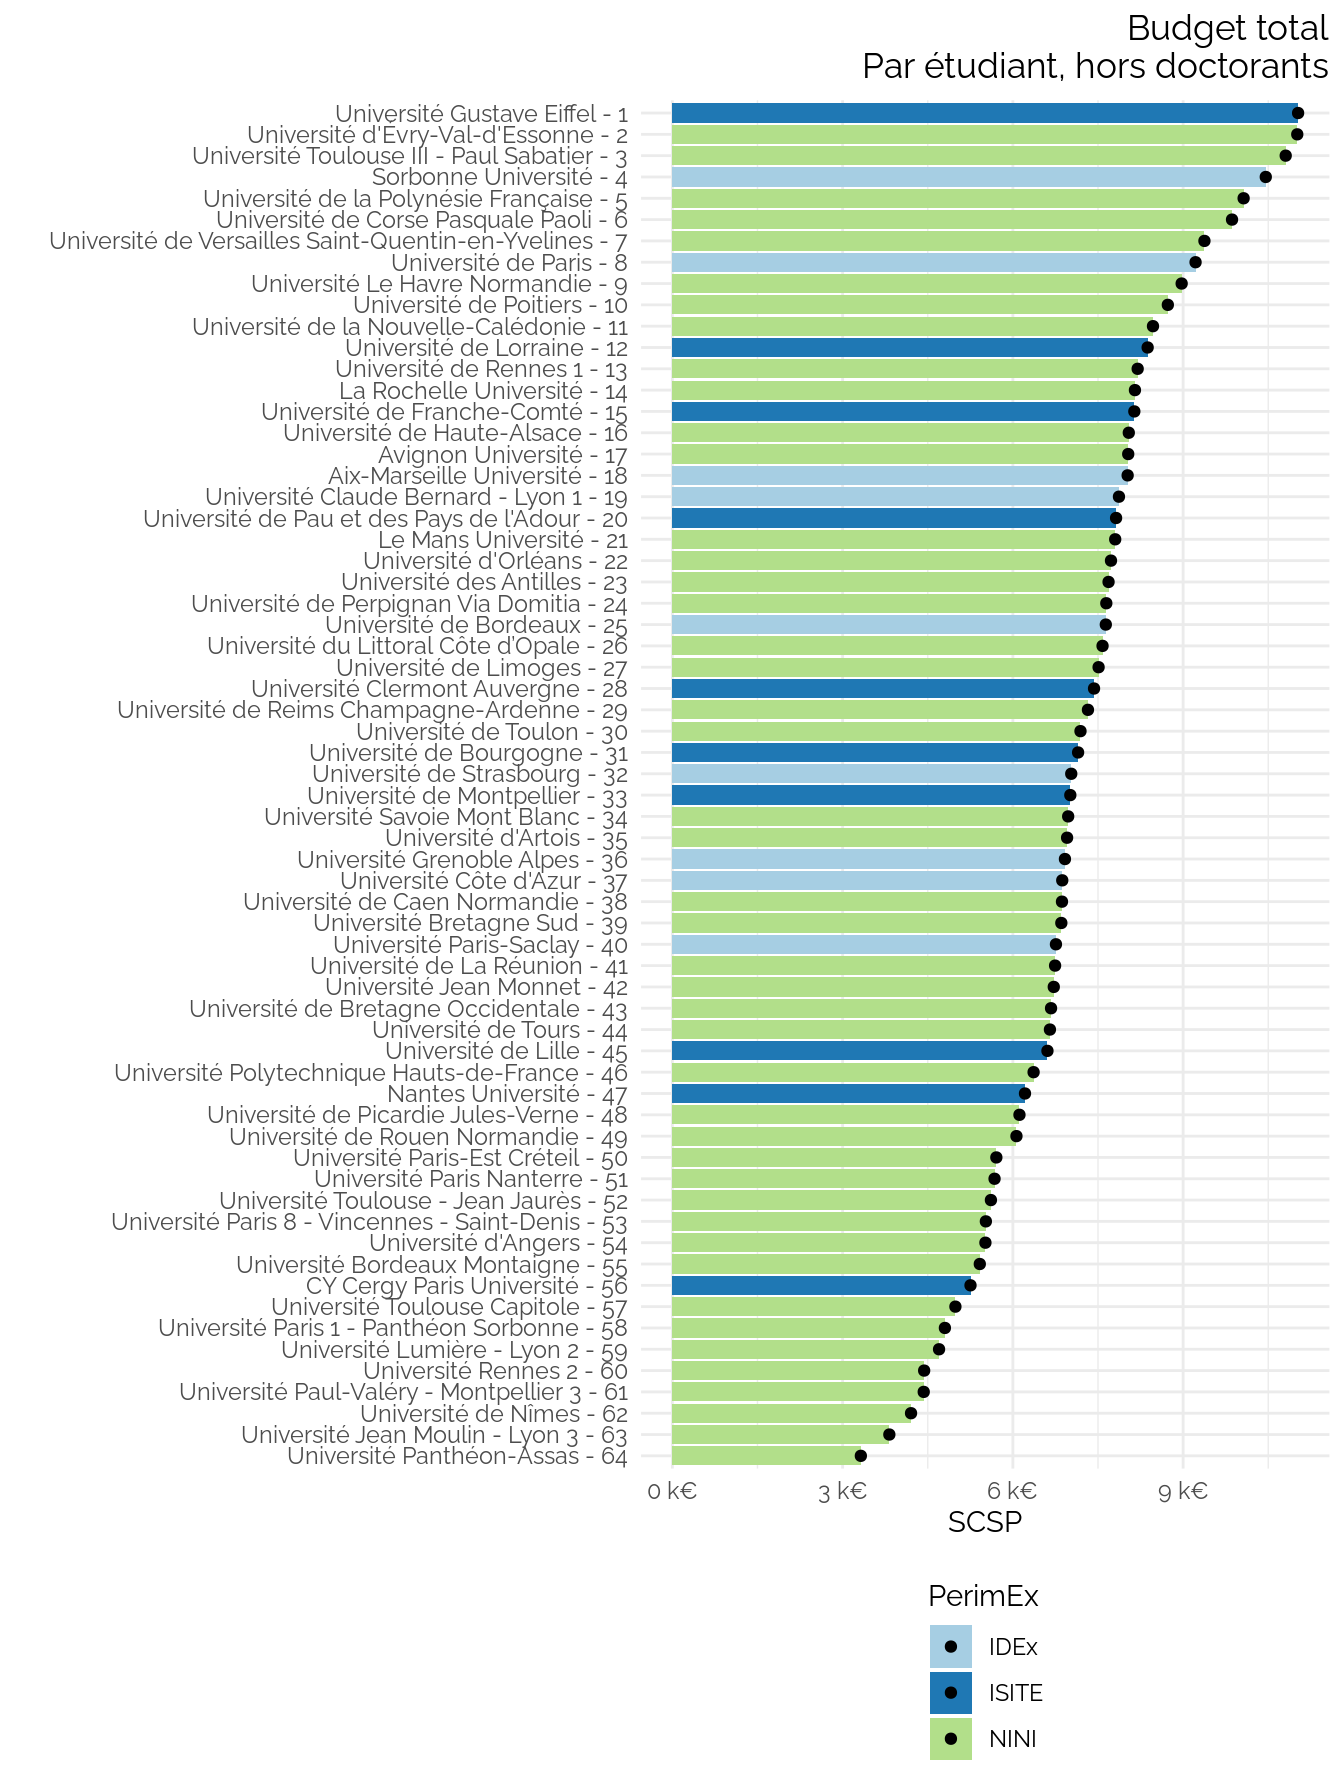 Budget total
Par étudiant, hors doctorants
Université Gustave Eiffel - 1
Université d'Evry-Val-d'Essonne - 2
Université Toulouse III - Paul Sabatier - 3
Sorbonne Université - 4
Université de la Polynésie Française - 5
Université de Corse Pasquale Paoli - 6
Université de Versailles Saint-Quentin-en-Yvelines - 7
Université de Paris - 8
Université Le Havre Normandie - 9
Université de Poitiers - 10
Université de la Nouvelle-Calédonie - 11
Université de Lorraine - 12
Université de Rennes 1 - 13
La Rochelle Université - 14
Université de Franche-Comté - 15
Université de Haute-Alsace - 16
Avignon Université - 17
Aix-Marseille Université - 18
Université Claude Bernard - Lyon 1 - 19
Université de Pau et des Pays de l'Adour - 20
Le Mans Université - 21
Université d'Orléans - 22
Université des Antilles - 23
Université de Perpignan Via Domitia - 24
Université de Bordeaux - 25
Université du Littoral Côte d’Opale - 26
Université de Limoges - 27
Université Clermont Auvergne - 28
Université de Reims Champagne-Ardenne - 29
Université de Toulon - 30
Université de Bourgogne - 31
Université de Strasbourg - 32
Université de Montpellier - 33
Université Savoie Mont Blanc - 34
Université d'Artois - 35
Université Grenoble Alpes - 36
Université Côte d'Azur - 37
Université de Caen Normandie - 38
Université Bretagne Sud - 39
Université Paris-Saclay - 40
Université de La Réunion - 41
Université Jean Monnet - 42
Université de Bretagne Occidentale - 43
Université de Tours - 44
Université de Lille - 45
Université Polytechnique Hauts-de-France - 46
Nantes Université - 47
Université de Picardie Jules-Verne - 48
Université de Rouen Normandie - 49
Université Paris-Est Créteil - 50
Université Paris Nanterre - 51
Université Toulouse - Jean Jaurès - 52
Université Paris 8 - Vincennes - Saint-Denis - 53
Université d'Angers - 54
Université Bordeaux Montaigne - 55
CY Cergy Paris Université - 56
Université Toulouse Capitole - 57
Université Paris 1 - Panthéon Sorbonne - 58
Université Lumière - Lyon 2 - 59
Université Rennes 2 - 60
Université Paul-Valéry - Montpellier 3 - 61
Université de Nîmes - 62
Université Jean Moulin - Lyon 3 - 63
Université Panthéon-Assas - 64
0 k€ 3 k€ 6 k€ 9 k€
SCSP
PerimEx
IDEx
ISITE
NINI